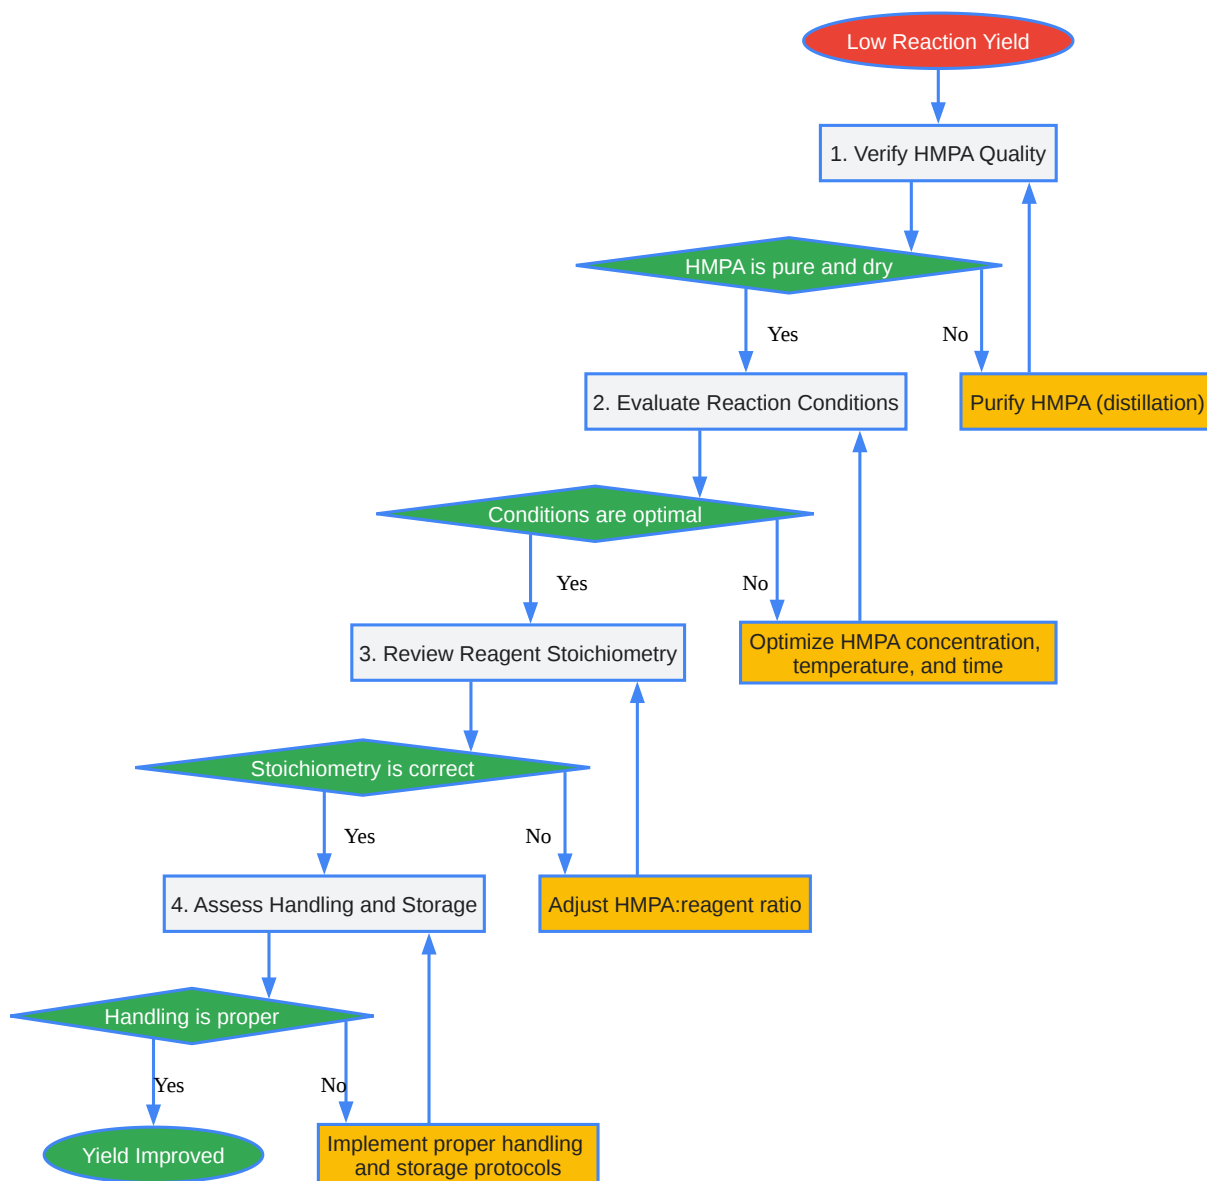 Low Reaction Yield
1. Verify HMPA Quality
HMPA is pure and dry
Yes
No
2. Evaluate Reaction Conditions
Purify HMPA (distillation)
Conditions are optimal
Yes
No
3. Review Reagent Stoichiometry
Optimize HMPA concentration,
temperature, and time
Stoichiometry is correct
Yes
No
4. Assess Handling and Storage
Adjust HMPA:reagent ratio
Handling is proper
Yes
No
Yield Improved
Implement proper handling
and storage protocols